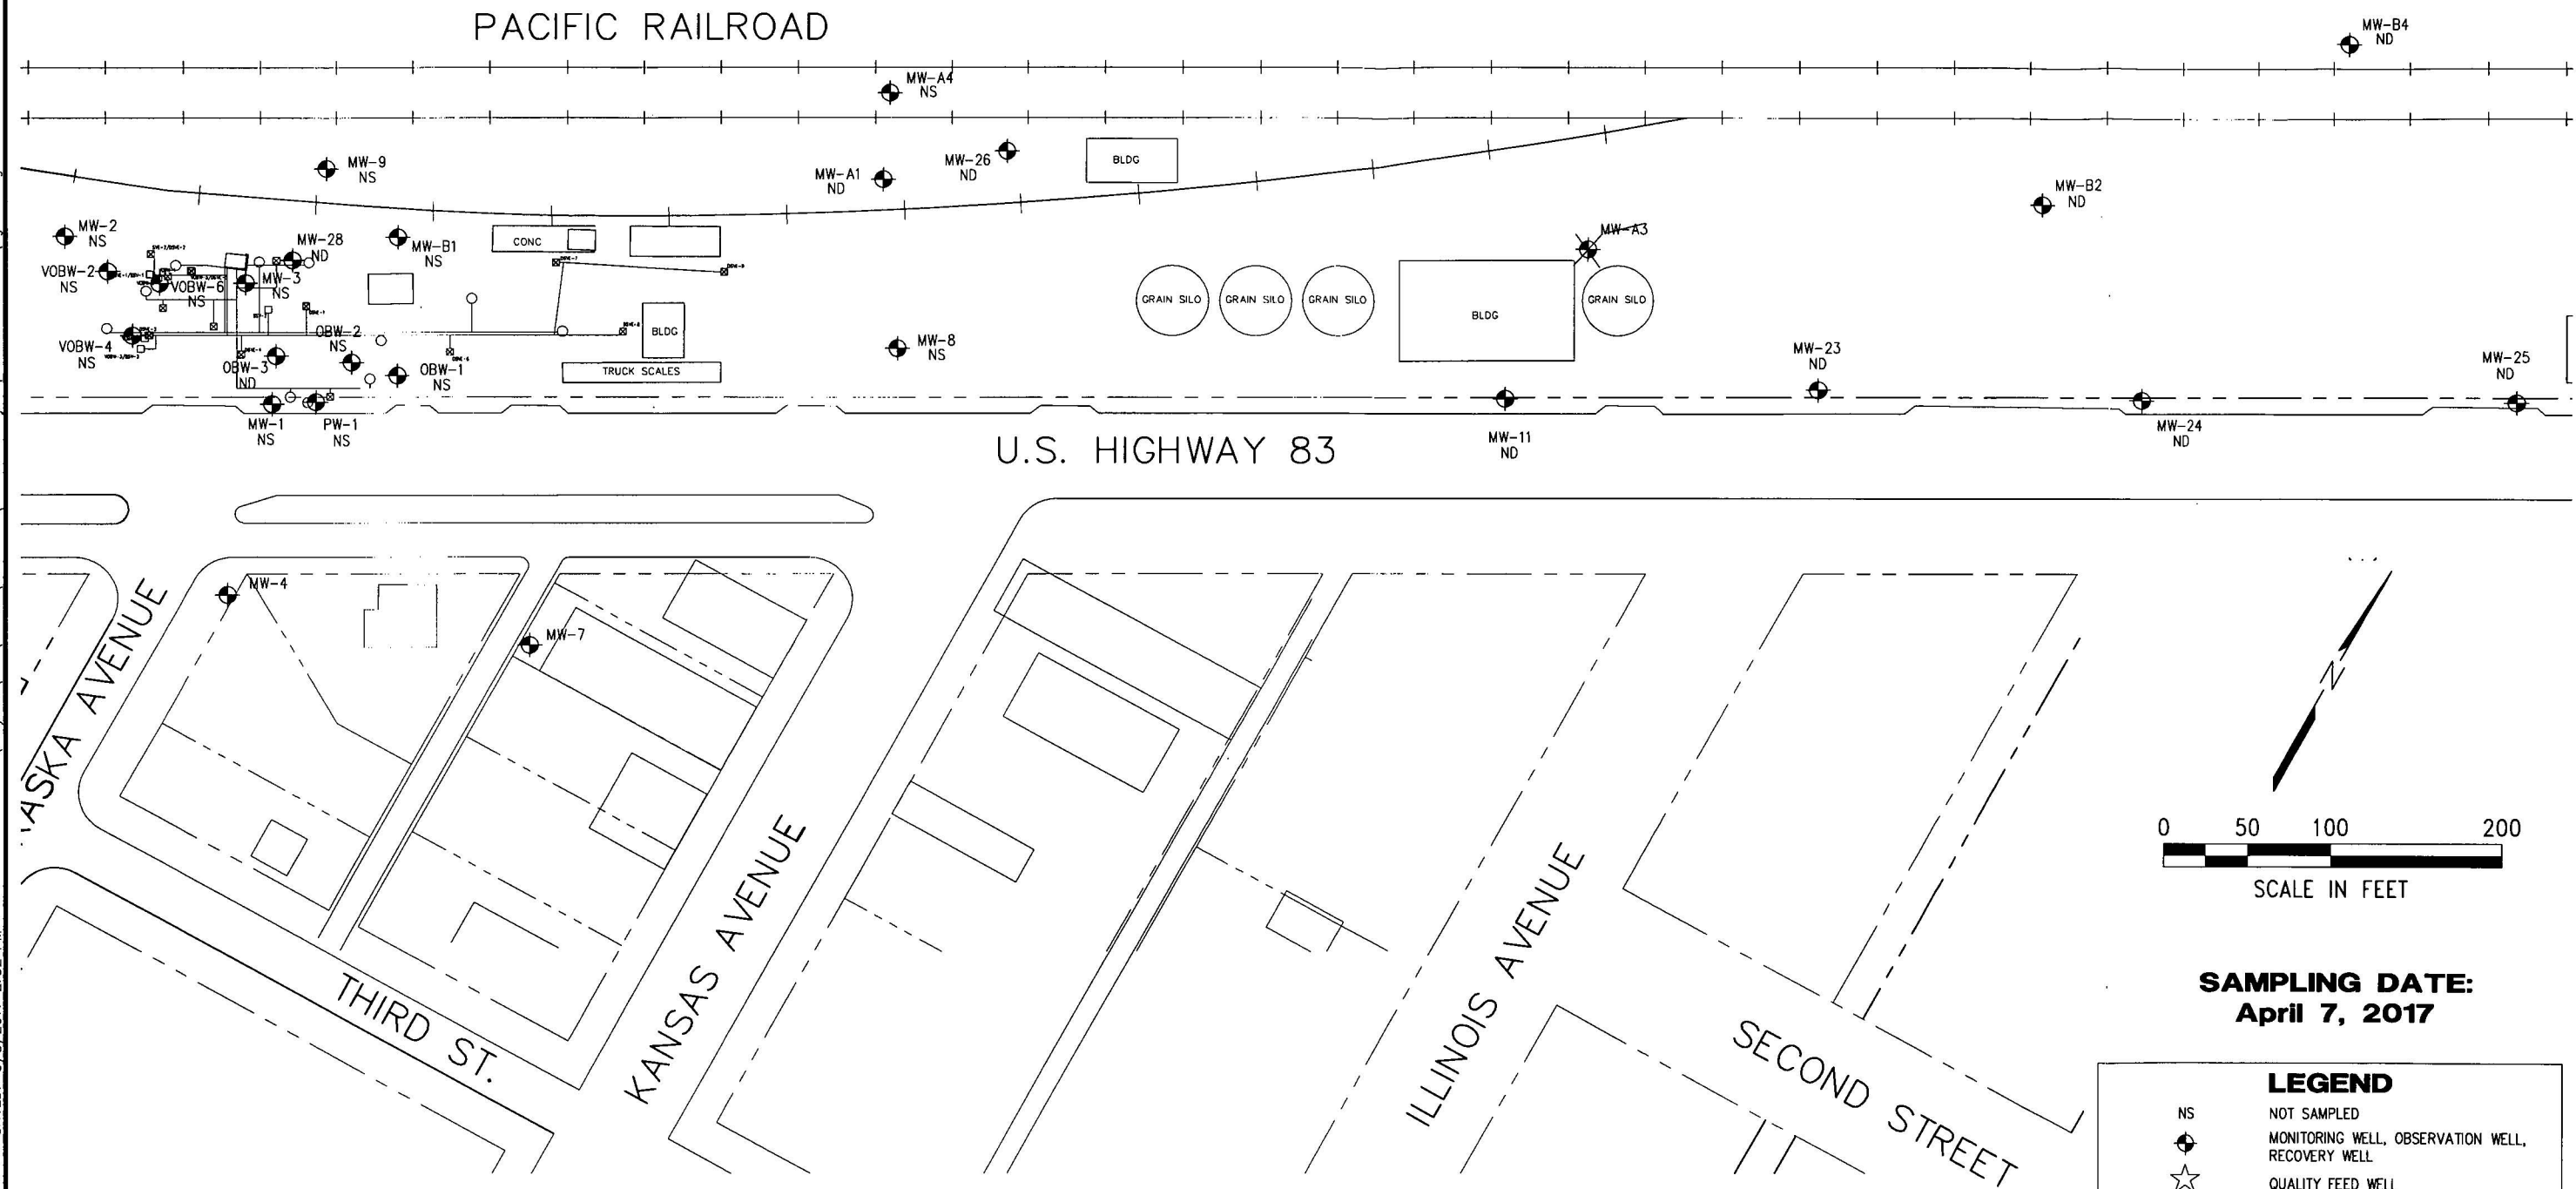 PACIFIC RAILROAD
MW-B4
ND
MW-A4
NS
MW-9
NS
MW-A1
ND
MW-26
ND
BLDG
MW-B2
ND
MW-2
NS
MW-28
ND
MW-B1
NS
CONC
MW-A3
VOBW-2
NS
VOBW-6
NS
MW-3
NS
GRAIN SILO
GRAIN SILO
GRAIN SILO
BLDG
GRAIN SILO
VOBW-4
NS
OBW-2
NS
OBW-3
ND
OBW-1
NS
BLDG
TRUCK SCALES
MW-8
NS
MW-23
ND
MW-25
ND
MW-1
NS
PW-1
NS
U.S. HIGHWAY 83
MW-11
ND
MW-24
ND
MW-4
MW-7
ASKA AVENUE
N
0 50 100 200
SCALE IN FEET
THIRD ST.
KANSAS AVENUE
ILLINOIS AVENUE
SECOND STREET
SAMPLING DATE:
April 7, 2017
LEGEND
NS NOT SAMPLED
MONITORING WELL, OBSERVATION WELL,
RECOVERY WELL
QUALITY FEED WELL